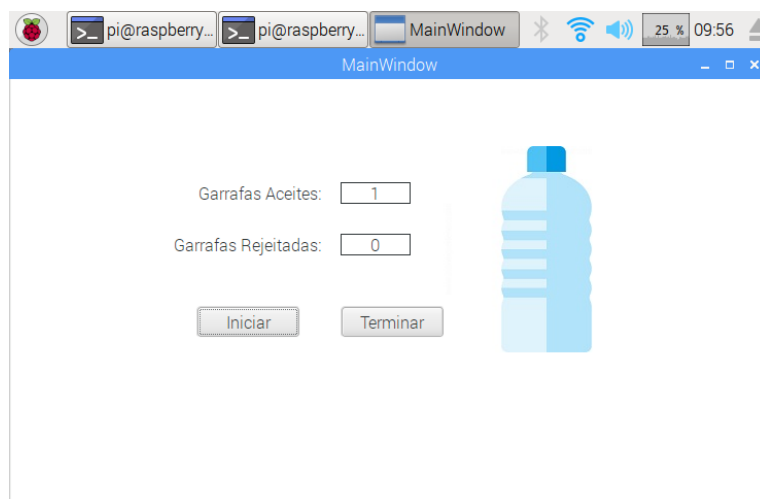 pi@raspberry... pi@raspberry... MainWindow 25 % 09:56
MainWindow
Garrafas Aceites: 1
Garrafas Rejeitadas: 0
Iniciar Terminar